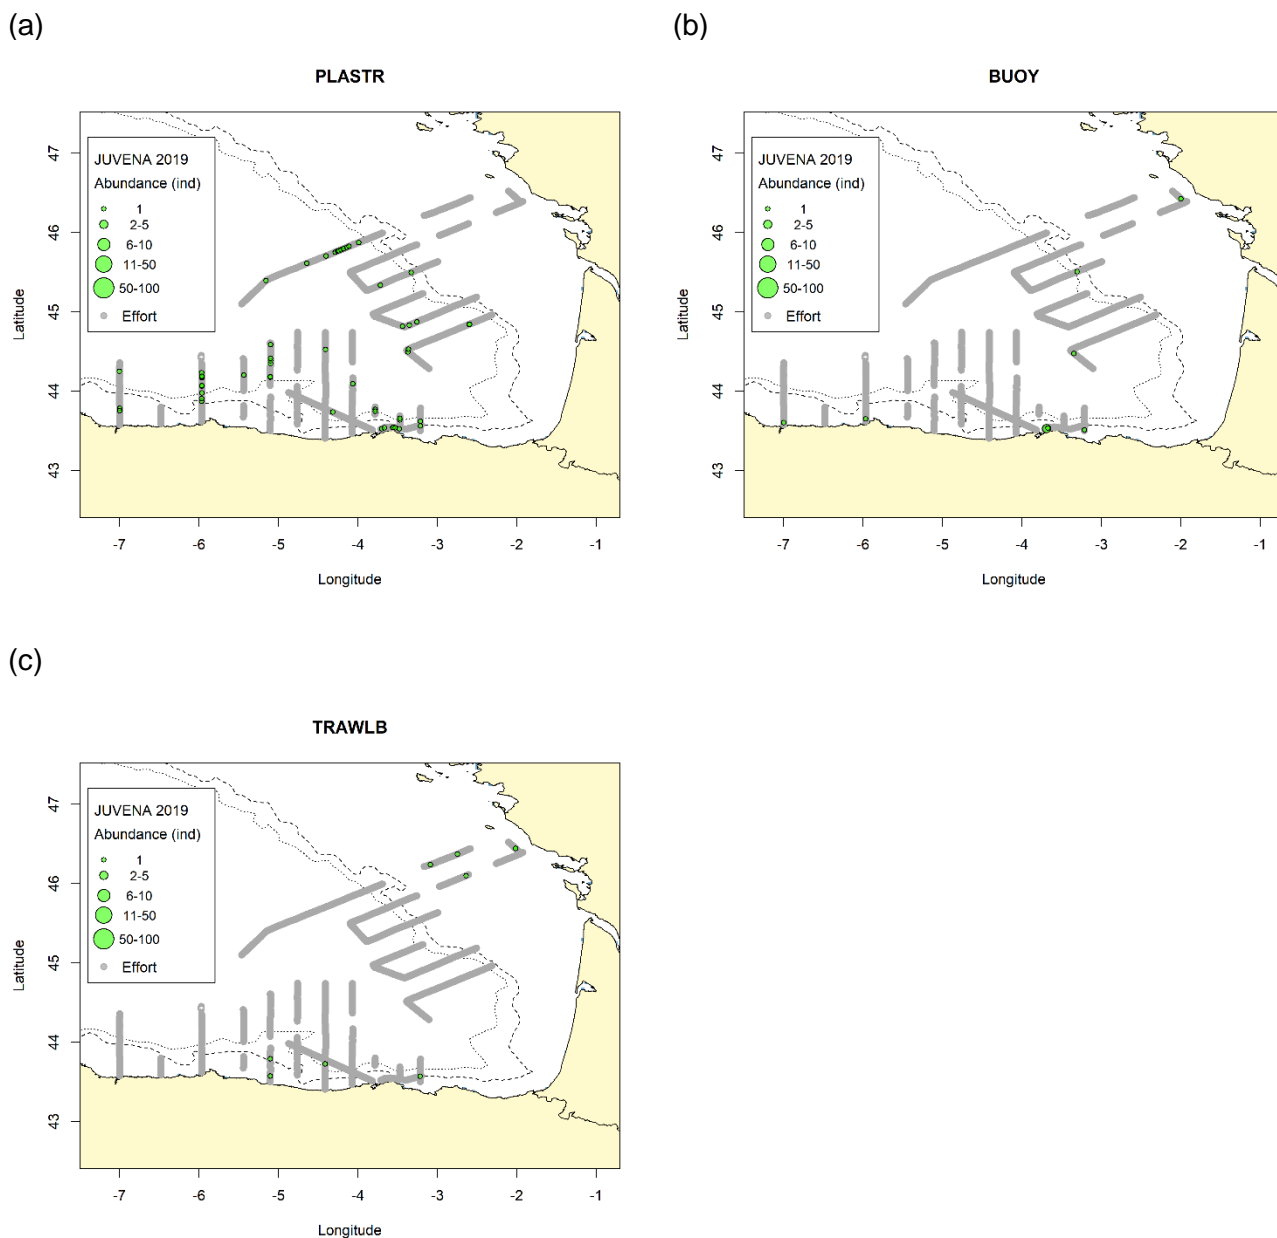 (a)
PLASTR
JUVENA 2019
Abundance (ind)
1
2-5
6-10
11-50
50-100
Effort
Latitude
47
46
45
44
43
-7 -6 -5 -4 -3 -2 -1
Longitude
(b)
BUOY
JUVENA 2019
Abundance (ind)
1
2-5
6-10
11-50
50-100
Effort
Latitude
47
46
45
44
43
-7 -6 -5 -4 -3 -2 -1
Longitude
(c)
TRAWLB
JUVENA 2019
Abundance (ind)
1
2-5
6-10
11-50
50-100
Effort
Latitude
47
46
45
44
43
-7 -6 -5 -4 -3 -2 -1
Longitude